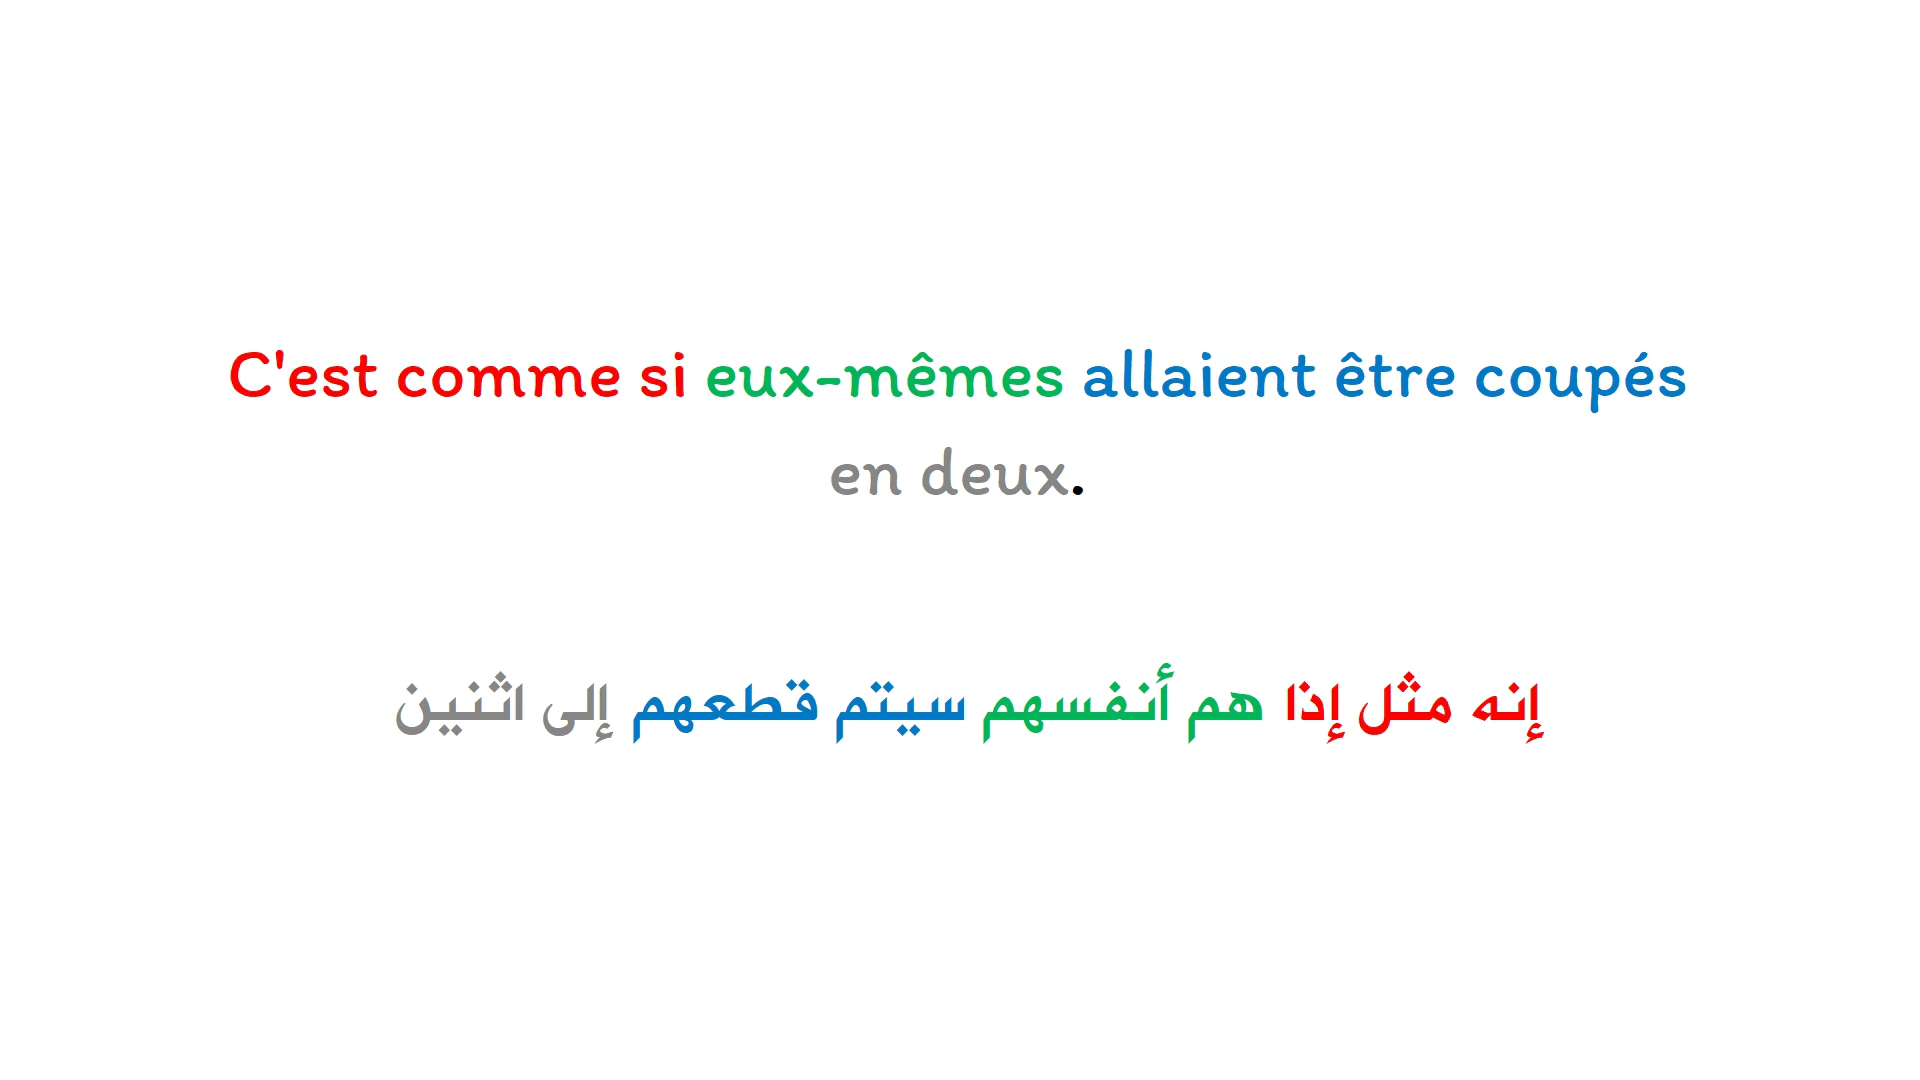 C'est comme si eux-mêmes allaient être coupés
en deux.
إنه مثل إذا هم أنفسهم سيتم قطعهم إلى اثنين